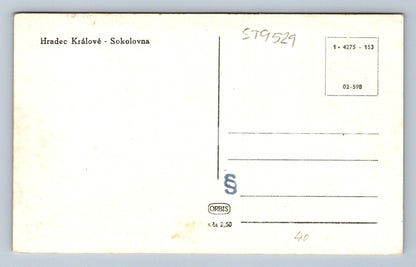 Hradec Králové - Sokolovna
ST9529
1 - 4275 - 153
02-598
§
ORBIS
Kčs 2,50
40